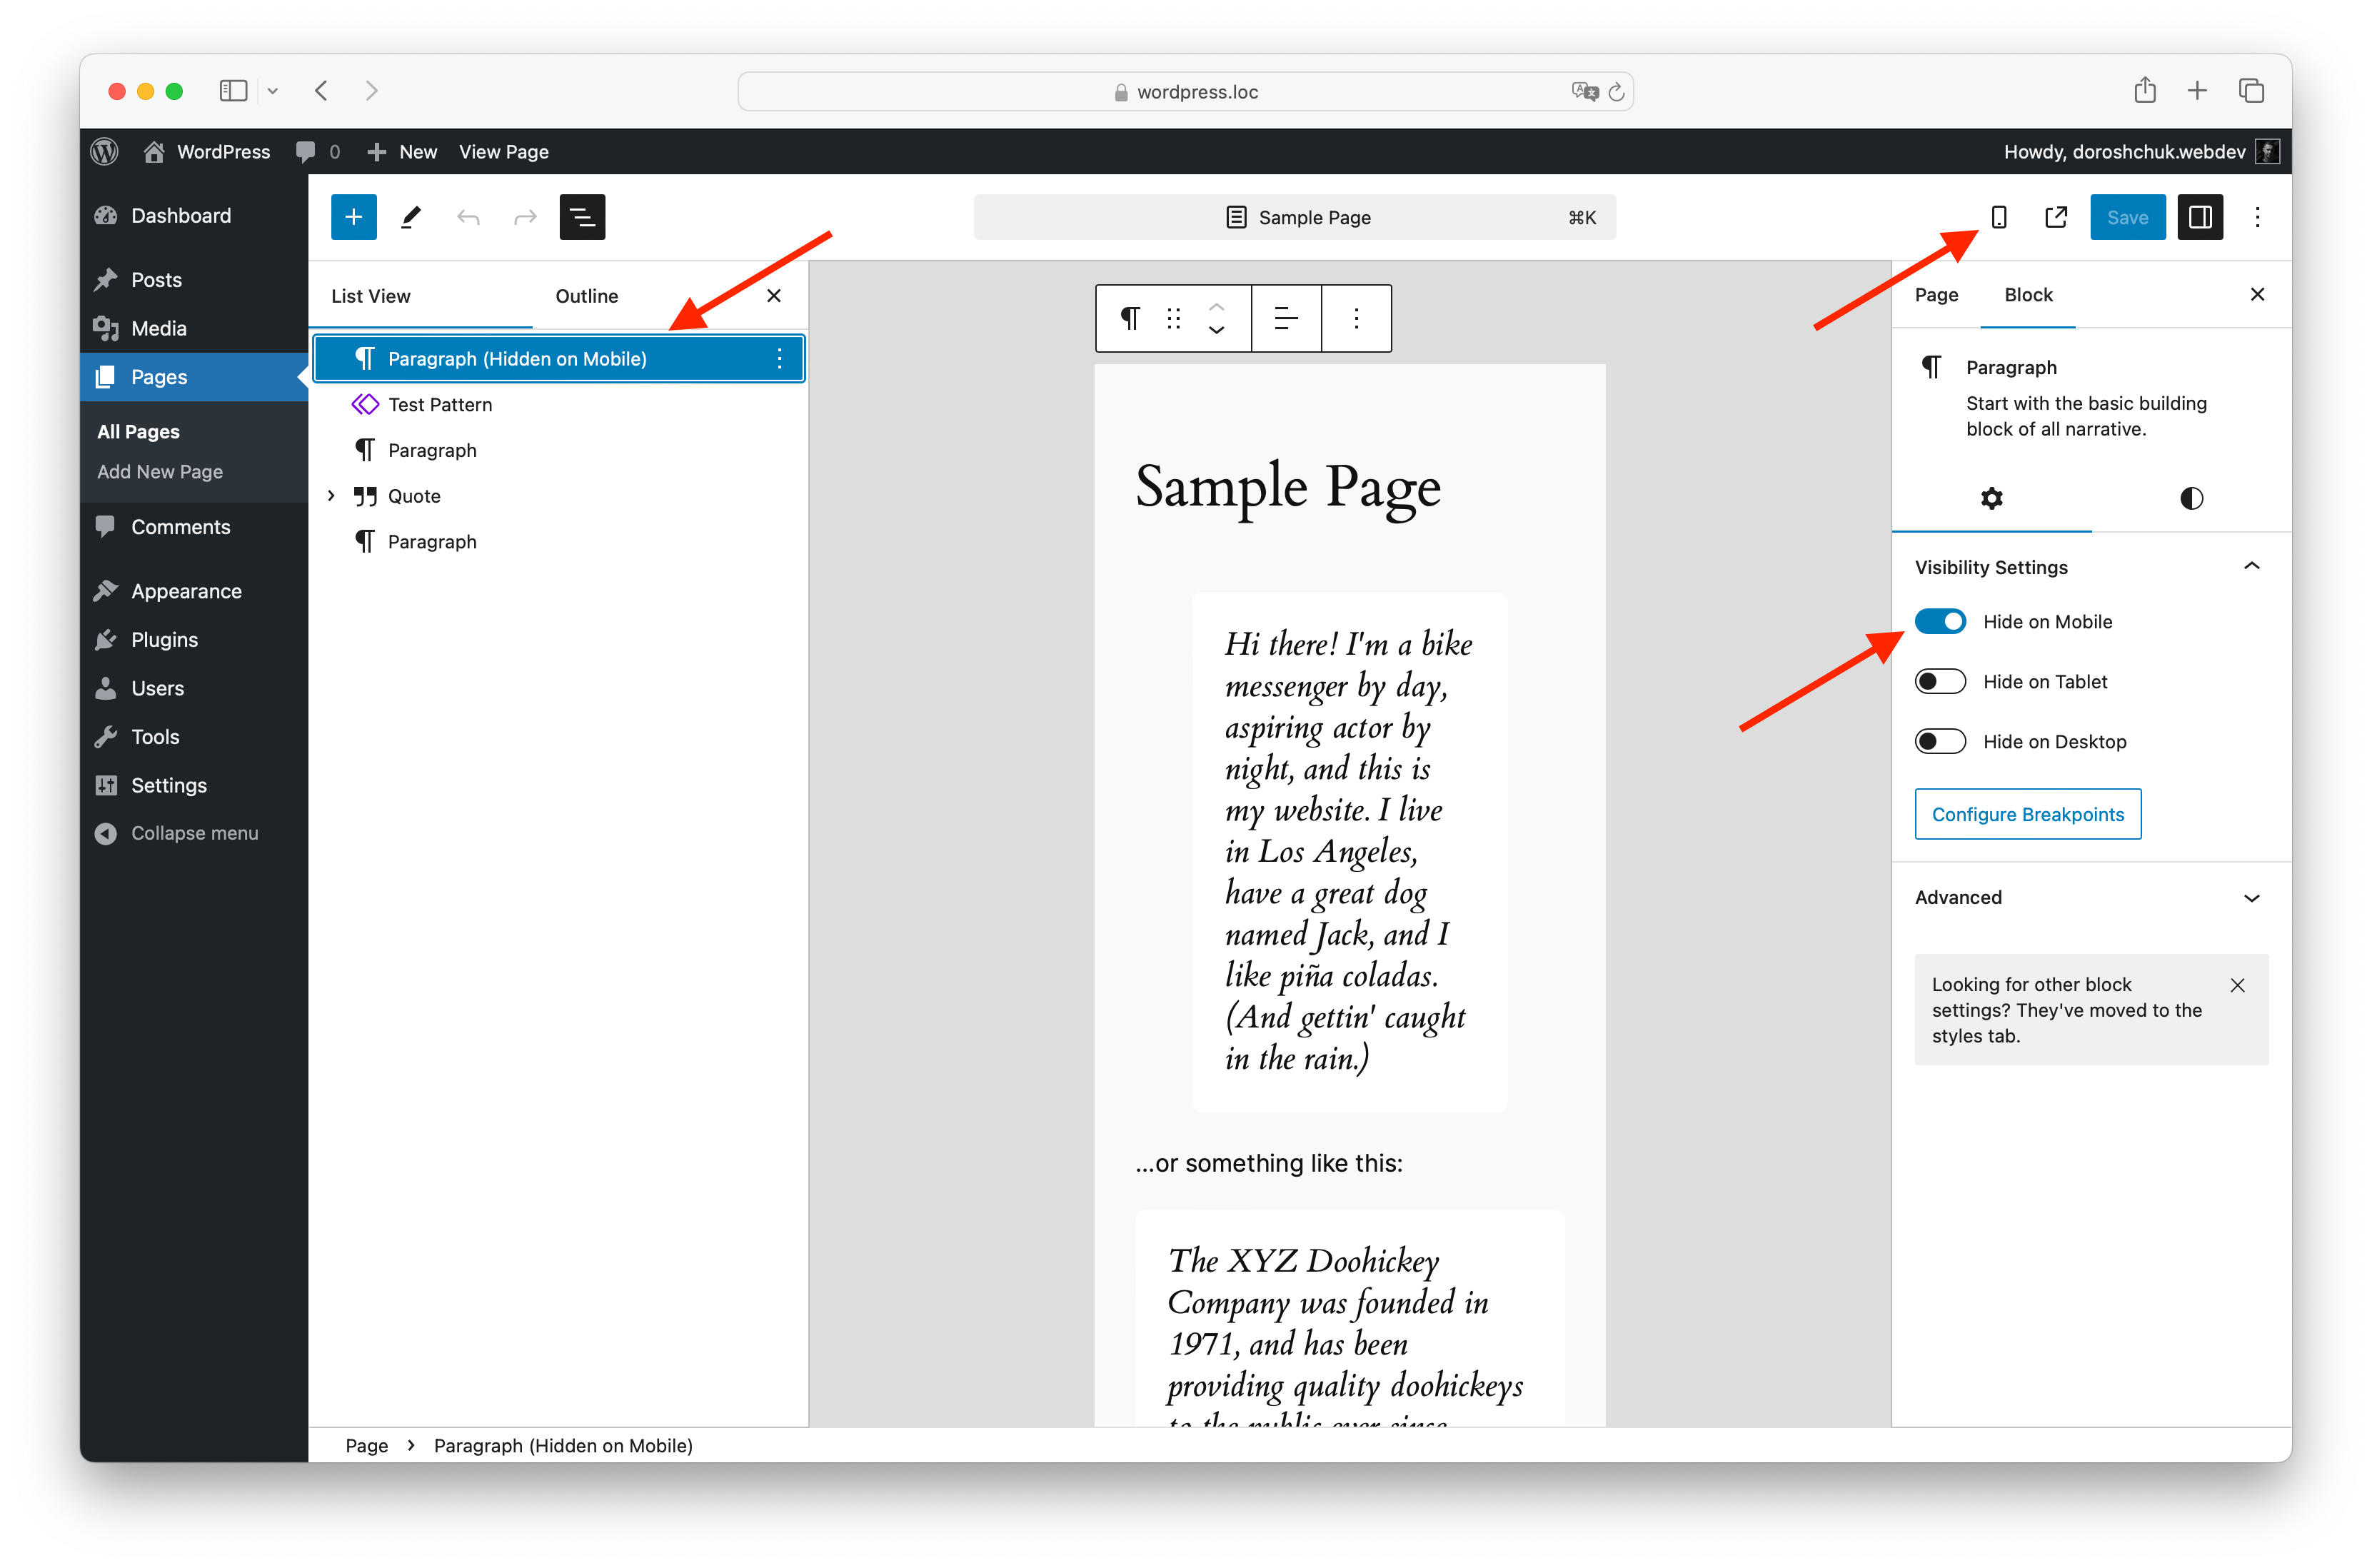 wordpress.loc
WordPress 0 New View Page Howdy, doroshchuk.webdev
Dashboard
Posts
Media
Pages
All Pages
Add New Page
Comments
Appearance
Plugins
Users
Tools
Settings
Collapse menu
Sample Page ⌘K Save
List View Outline
Paragraph (Hidden on Mobile)
Test Pattern
Paragraph
Quote
Paragraph
Sample Page
Hi there! I'm a bike
messenger by day,
aspiring actor by
night, and this is
my website. I live
in Los Angeles,
have a great dog
named Jack, and I
like piña coladas.
(And gettin' caught
in the rain.)
...or something like this:
The XYZ Doohickey
Company was founded in
1971, and has been
providing quality doohickeys
to the public ever since
Page Block
Paragraph
Start with the basic building
block of all narrative.
Visibility Settings
Hide on Mobile
Hide on Tablet
Hide on Desktop
Configure Breakpoints
Advanced
Looking for other block
settings? They've moved to the
styles tab.
Page › Paragraph (Hidden on Mobile)